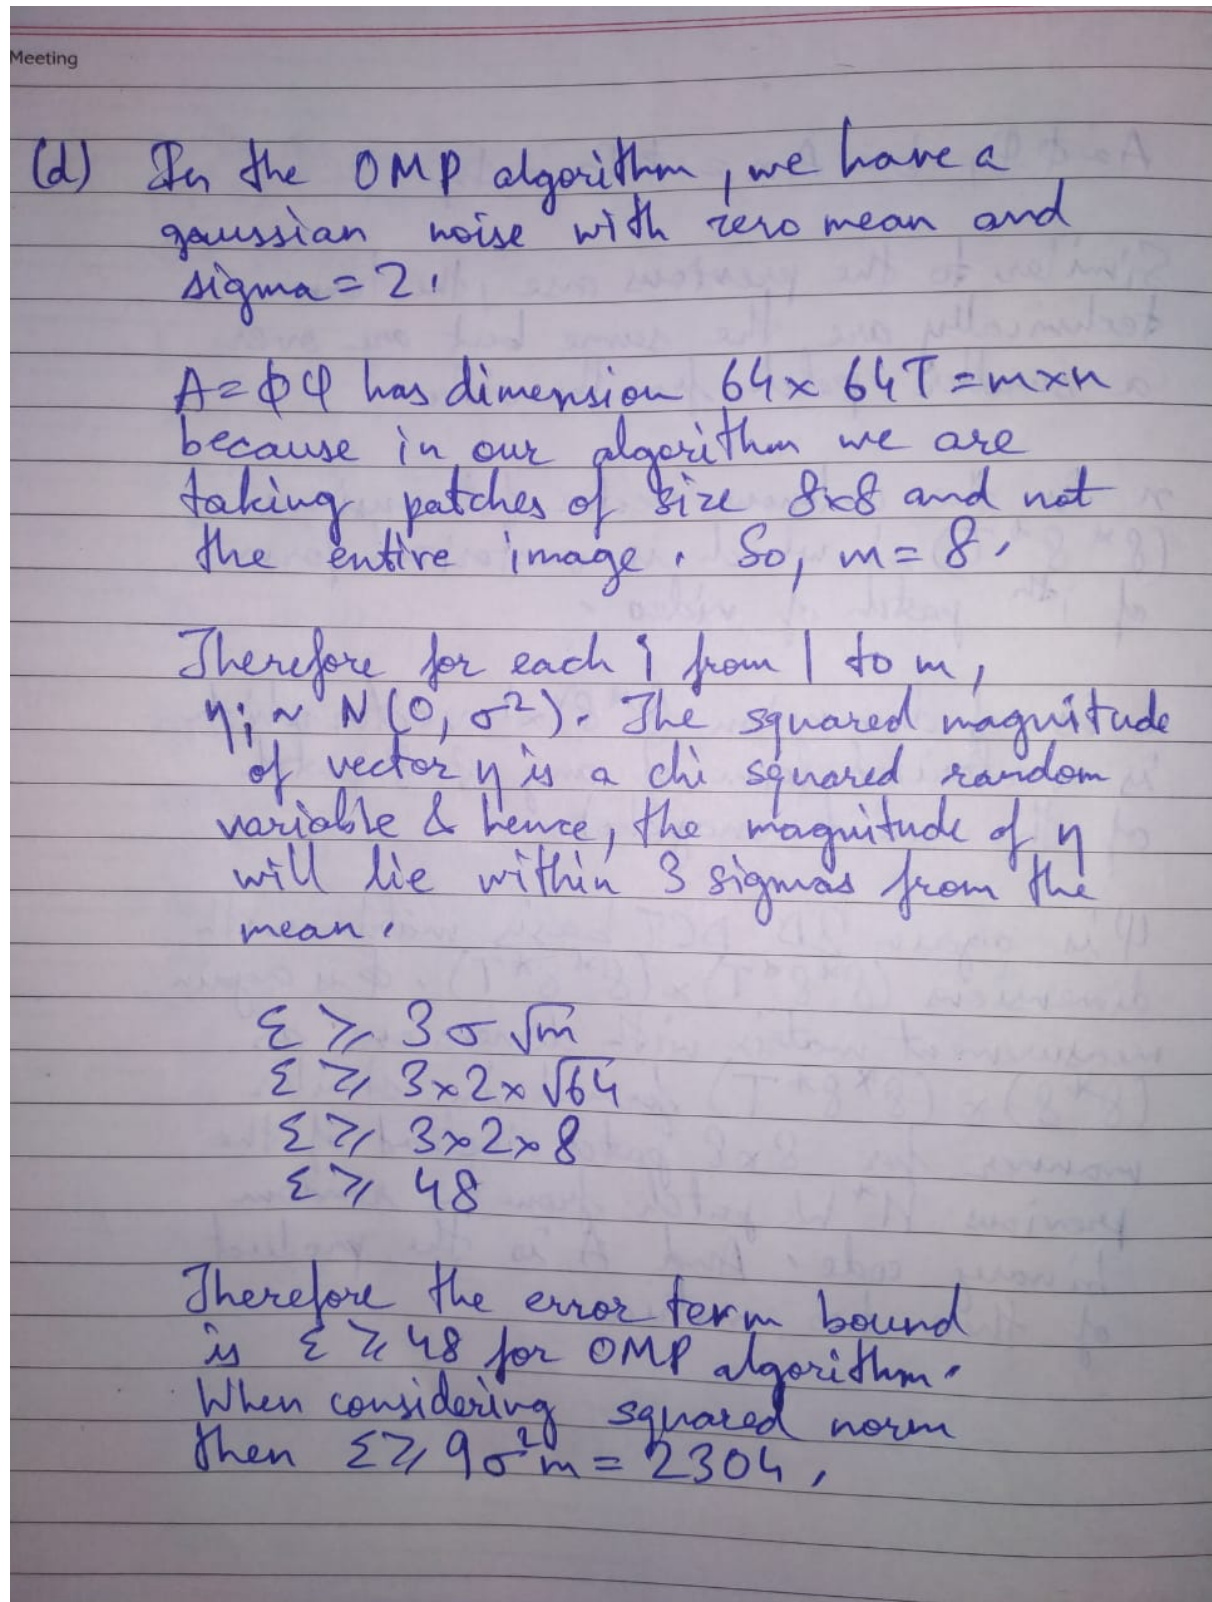 Meeting
(d) In the OMP algorithm, we have a
gaussian noise with zero mean and
sigma = 2.
A = ϕφ has dimension 64 × 64T = m×n
because in our algorithm we are
taking patches of size 8×8 and not
the entire image. So, m = 8.
Therefore for each i from 1 to m,
ηi ~ N(0, σ²). The squared magnitude
of vector η is a chi squared random
variable & hence, the magnitude of η
will lie within 3 sigmas from the
mean.
ε ≥ 3σ√m
ε ≥ 3×2×√64
ε ≥ 3×2×8
ε ≥ 48
Therefore the error term bound
is ε ≥ 48 for OMP algorithm.
When considering squared norm
then ε ≥ 9σ²m = 2304.